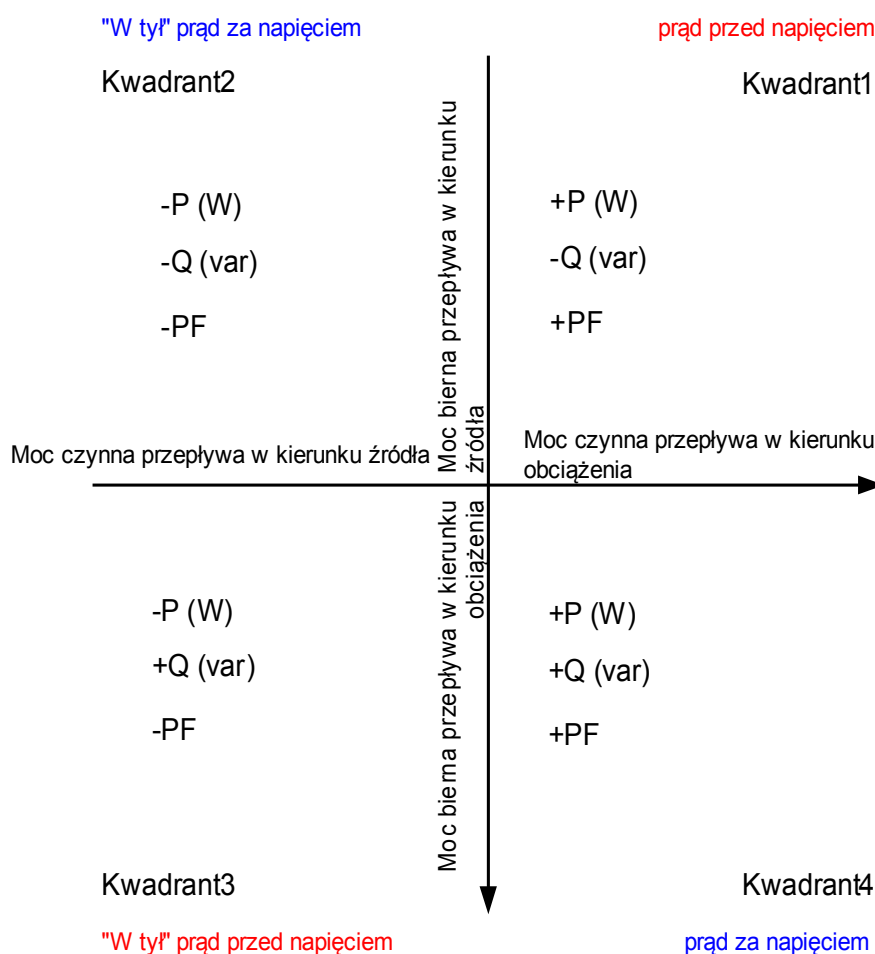 "W tył" prąd za napięciem
prąd przed napięciem
Kwadrant2
Kwadrant1
-P (W)
-Q (var)
-PF
Moc bierna przepływa w kierunku
źródła
+P (W)
-Q (var)
+PF
Moc czynna przepływa w kierunku źródła
Moc czynna przepływa w kierunku
obciążenia
-P (W)
+Q (var)
-PF
Moc bierna przepływa w kierunku
obciążenia
+P (W)
+Q (var)
+PF
Kwadrant3
Kwadrant4
"W tył" prąd przed napięciem
prąd za napięciem